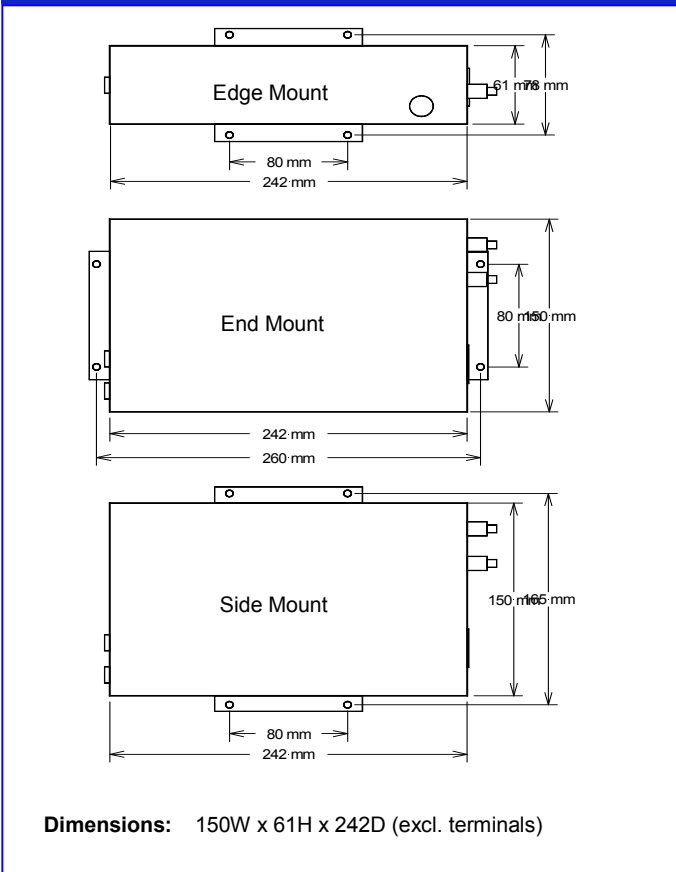 Edge Mount
61 mm
78 mm
80 mm
242 mm
End Mount
80 mm
150 mm
242 mm
260 mm
Side Mount
150 mm
165 mm
80 mm
242 mm
Dimensions: 150W x 61H x 242D (excl. terminals)